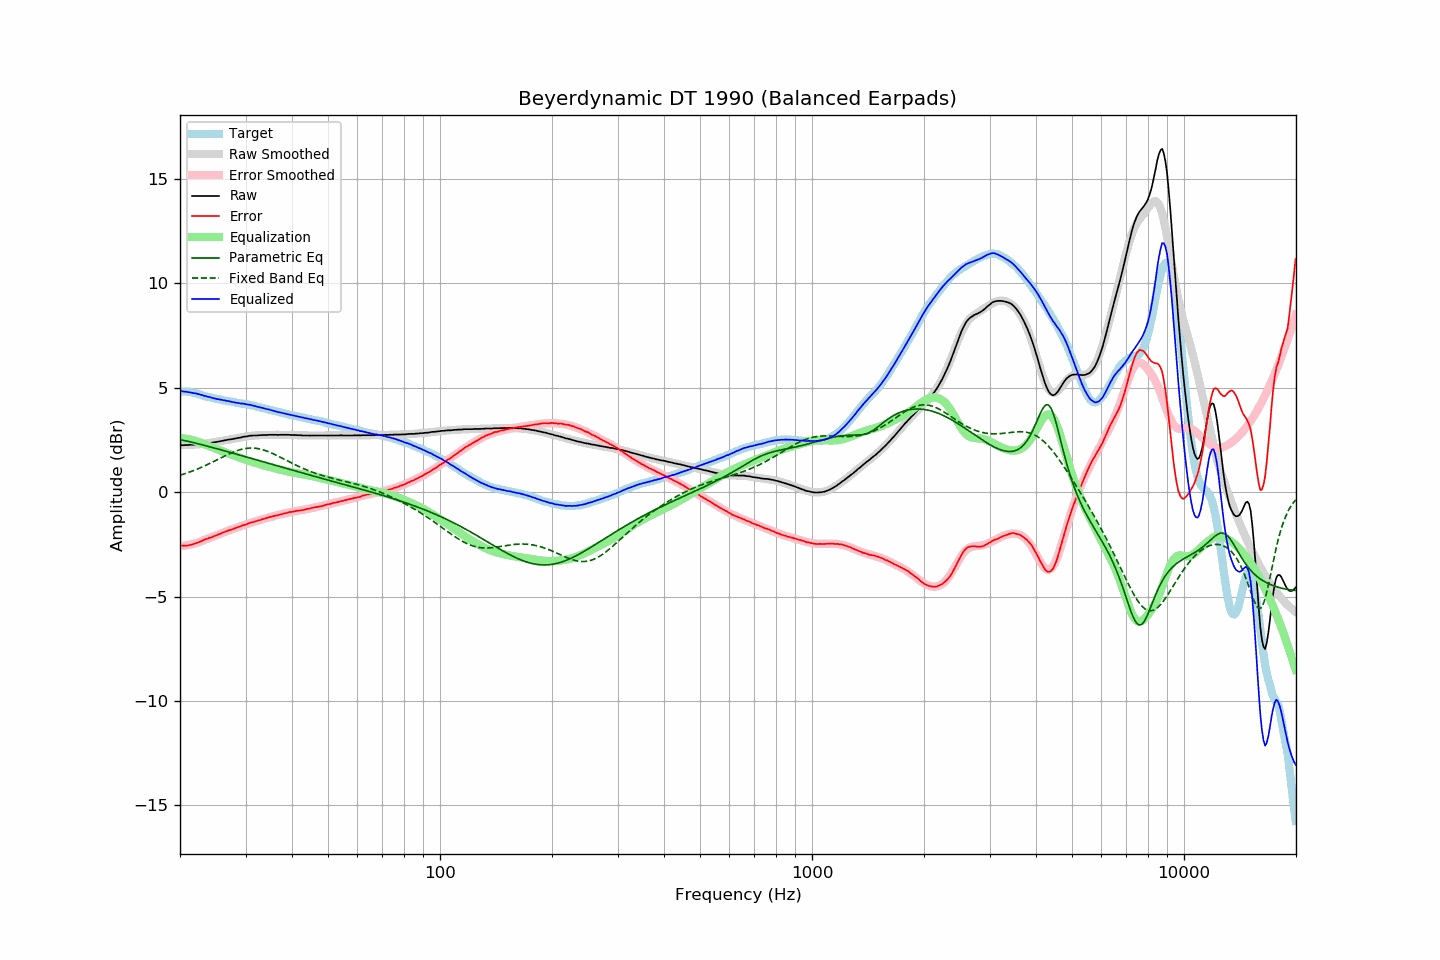 Beyerdynamic DT 1990 (Balanced Earpads)
Target
Raw Smoothed
Error Smoothed
Raw
Error
Equalization
Parametric Eq
Fixed Band Eq
Equalized
15
10
5
0
−5
−10
−15
Amplitude (dBr)
100 1000 10000
Frequency (Hz)